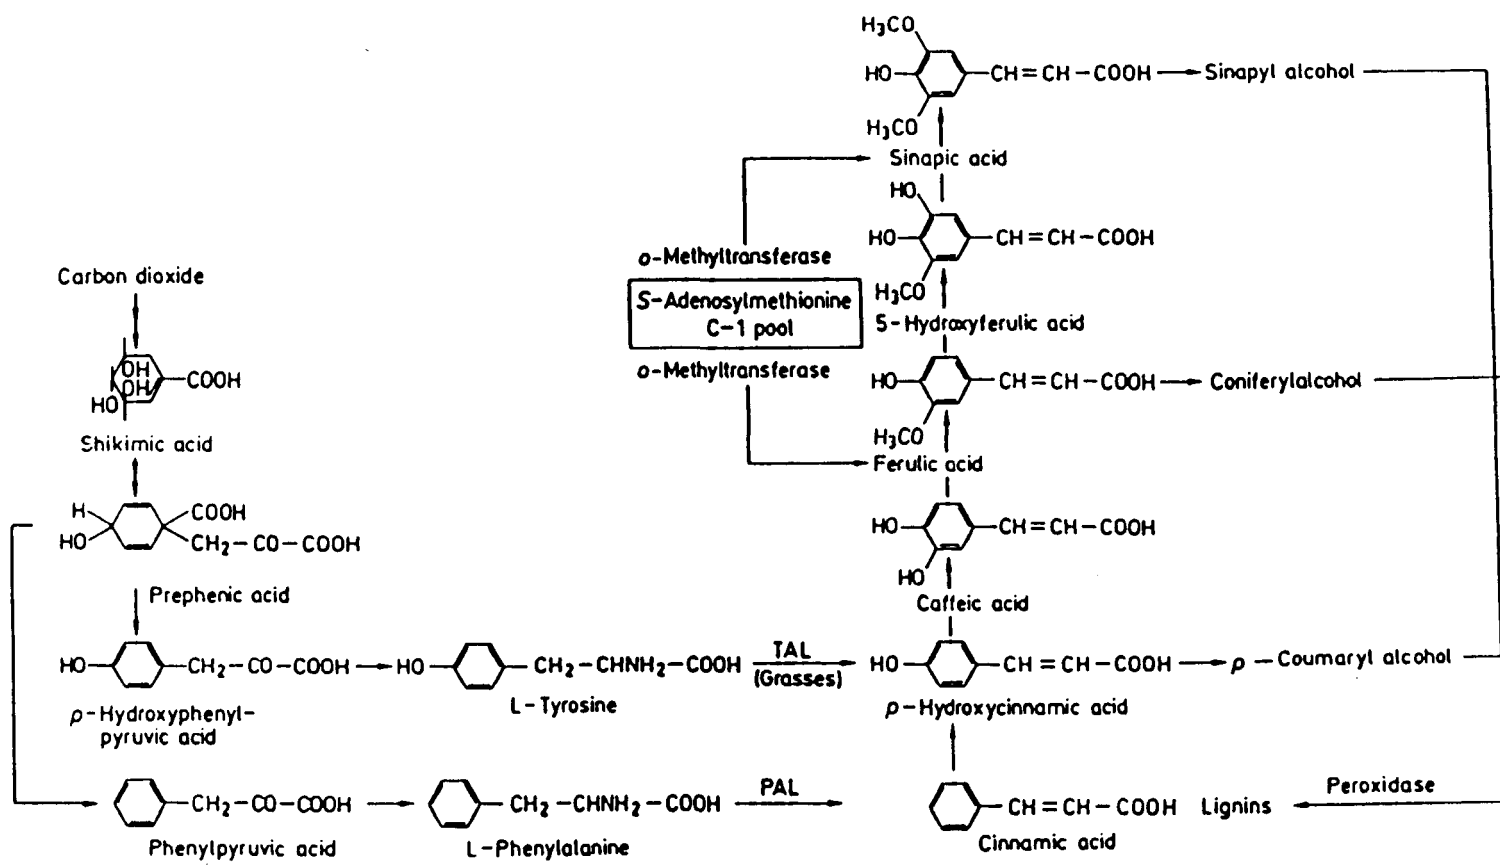 H₃CO
HO
CH=CH-COOH
Sinapyl alcohol
H₃CO
Sinapic acid
HO
HO
CH=CH-COOH
H₃CO
5-Hydroxyferulic acid
o-Methyltransferase
S-Adenosylmethionine
C-1 pool
o-Methyltransferase
HO
CH=CH-COOH
Coniferylalcohol
H₃CO
Ferulic acid
HO
CH=CH-COOH
HO
Caffeic acid
Carbon dioxide
OH
OH
HO
COOH
Shikimic acid
H
HO
COOH
CH₂-CO-COOH
Prephenic acid
HO
CH₂-CO-COOH
p-Hydroxyphenyl-
pyruvic acid
HO
CH₂-CHNH₂-COOH
L-Tyrosine
TAL
(Grasses)
HO
CH=CH-COOH
p-Hydroxycinnamic acid
p-Coumaryl alcohol
CH₂-CO-COOH
Phenylpyruvic acid
CH₂-CHNH₂-COOH
L-Phenylalanine
PAL
CH=CH-COOH
Cinnamic acid
Lignins
Peroxidase